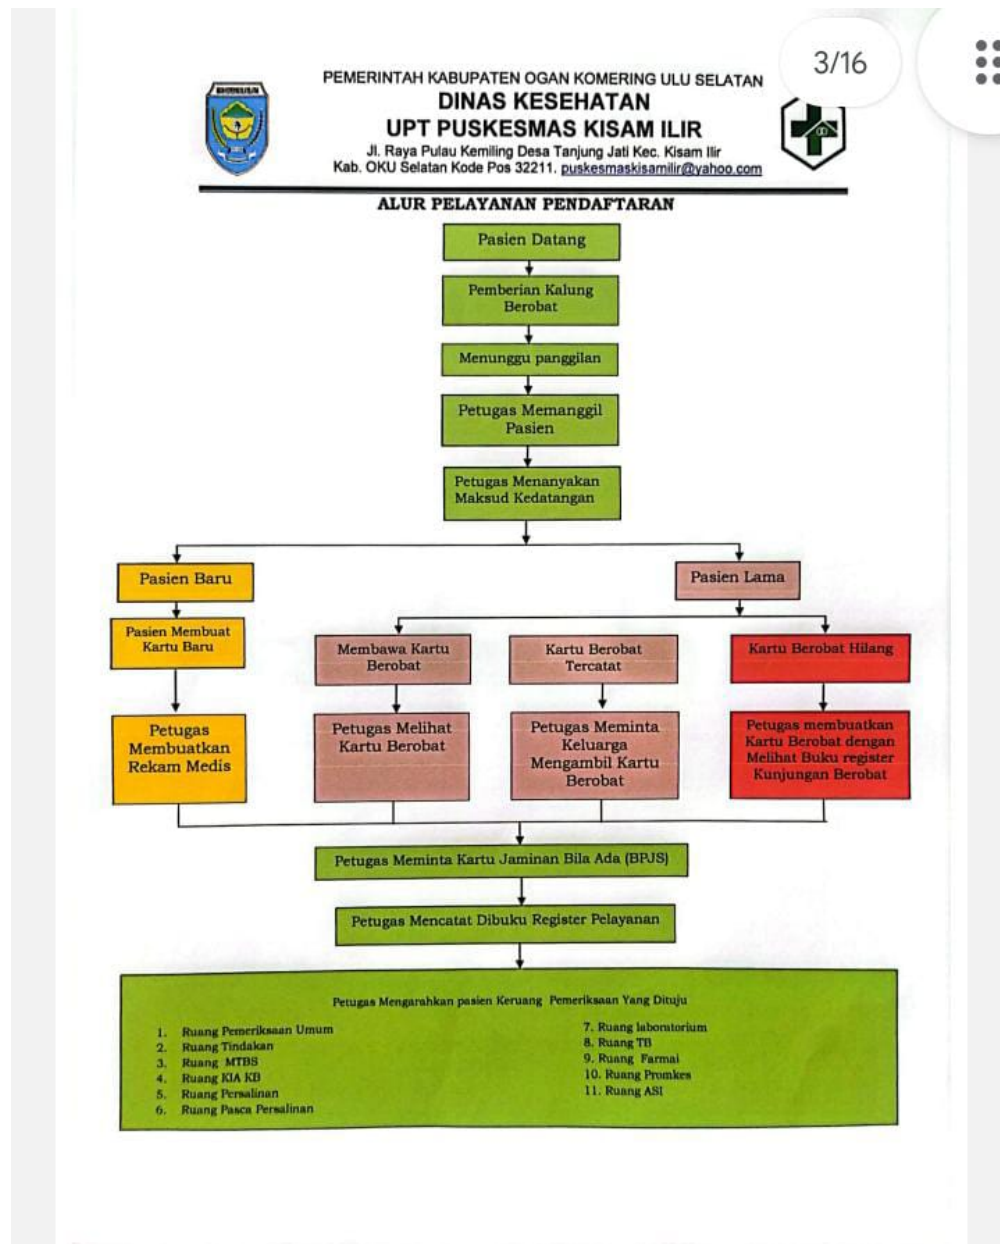 3/16
PEMERINTAH KABUPATEN OGAN KOMERING ULU SELATAN
DINAS KESEHATAN
UPT PUSKESMAS KISAM ILIR
Jl. Raya Pulau Kemiling Desa Tanjung Jati Kec. Kisam Ilir
Kab. OKU Selatan Kode Pos 32211. puskesmaskisamilir@yahoo.com
ALUR PELAYANAN PENDAFTARAN
Pasien Datang
Pemberian Kalung
Berobat
Menunggu panggilan
Petugas Memanggil
Pasien
Petugas Menanyakan
Maksud Kedatangan
Pasien Baru
Pasien Lama
Pasien Membuat
Kartu Baru
Membawa Kartu
Berobat
Kartu Berobat
Tercatat
Kartu Berobat Hilang
Petugas
Membuatkan
Rekam Medis
Petugas Melihat
Kartu Berobat
Petugas Meminta
Keluarga
Mengambil Kartu
Berobat
Petugas membuatkan
Kartu Berobat dengan
Melihat Buku register
Kunjungan Berobat
Petugas Meminta Kartu Jaminan Bila Ada (BPJS)
Petugas Mencatat Dibuku Register Pelayanan
Petugas Mengarahkan pasien Keruang Pemeriksaan Yang Dituju
1. Ruang Pemeriksaan Umum
2. Ruang Tindakan
3. Ruang MTBS
4. Ruang KIA KB
5. Ruang Persalinan
6. Ruang Pasca Persalinan
7. Ruang laboratorium
8. Ruang TB
9. Ruang Farmai
10. Ruang Promkes
11. Ruang ASI